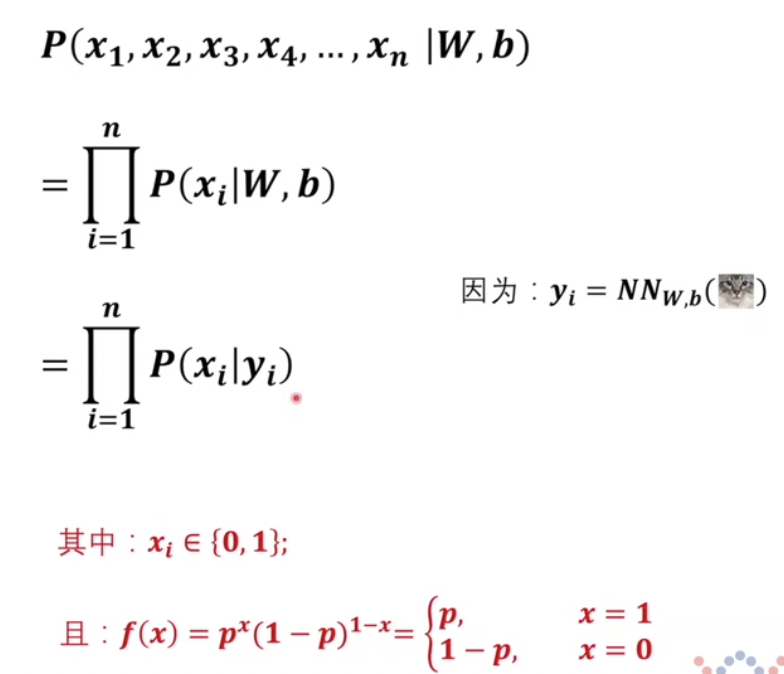 P(x₁, x₂, x₃, x₄, ..., xₙ |W, b)
= ∏ᵢ₌₁ⁿ P(xᵢ|W, b)
因为：yᵢ = NN_{W,b}( )
= ∏ᵢ₌₁ⁿ P(xᵢ|yᵢ)
其中：xᵢ ∈ {0, 1};
且：f(x) = pˣ(1 − p)¹⁻ˣ= { p, x = 1
1 − p, x = 0